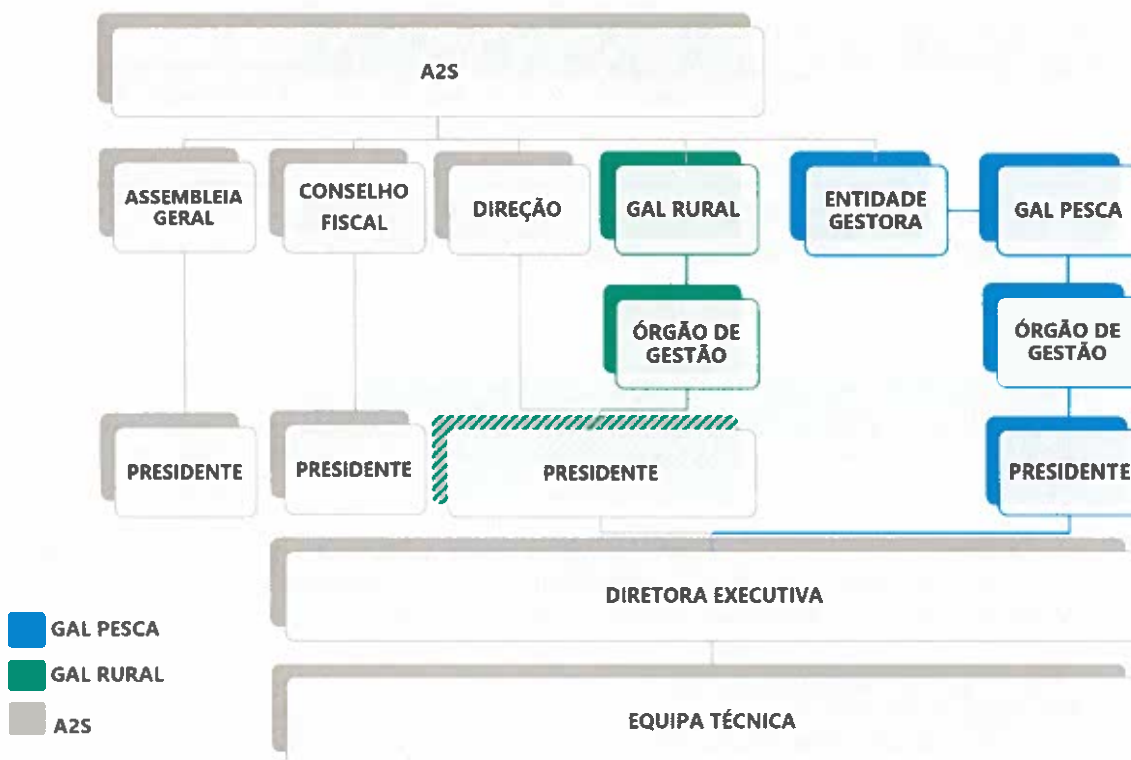 A2S
ASSEMBLEIA
GERAL
CONSELHO
FISCAL
DIREÇÃO
GAL RURAL
ENTIDADE
GESTORA
GAL PESCA
ÓRGÃO DE
GESTÃO
ÓRGÃO DE
GESTÃO
PRESIDENTE
PRESIDENTE
PRESIDENTE
PRESIDENTE
DIRETORA EXECUTIVA
EQUIPA TÉCNICA
GAL PESCA
GAL RURAL
A2S